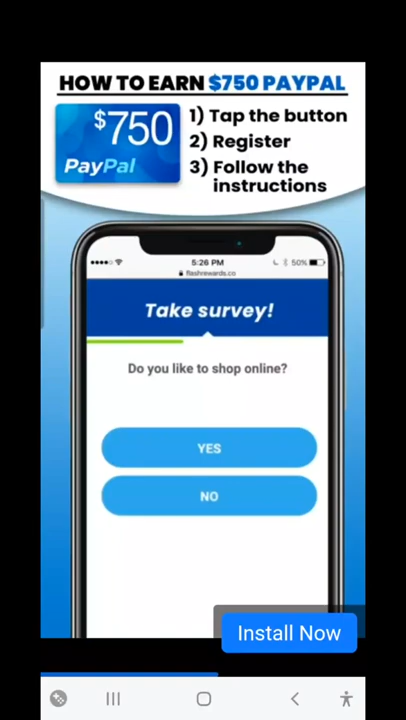 HOW TO EARN $750 PAYPAL
$750
PayPal
1) Tap the button
2) Register
3) Follow the
instructions
5:26 PM
50%
flashrewards.co
Take survey!
Do you like to shop online?
YES
NO
Install Now